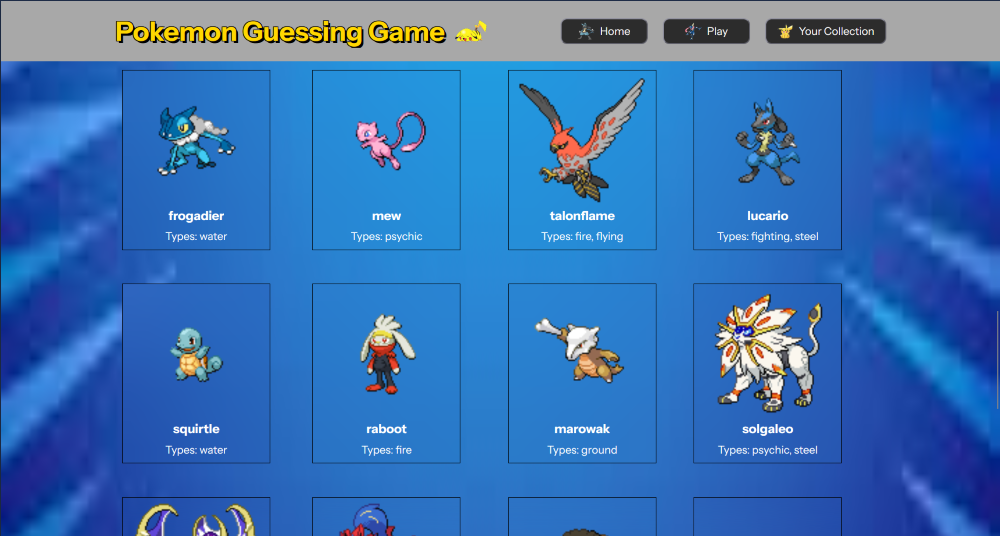 Pokemon Guessing Game
Home
Play
Your Collection
frogadier
Types: water
mew
Types: psychic
talonflame
Types: fire, flying
lucario
Types: fighting, steel
squirtle
Types: water
raboot
Types: fire
marowak
Types: ground
solgaleo
Types: psychic, steel